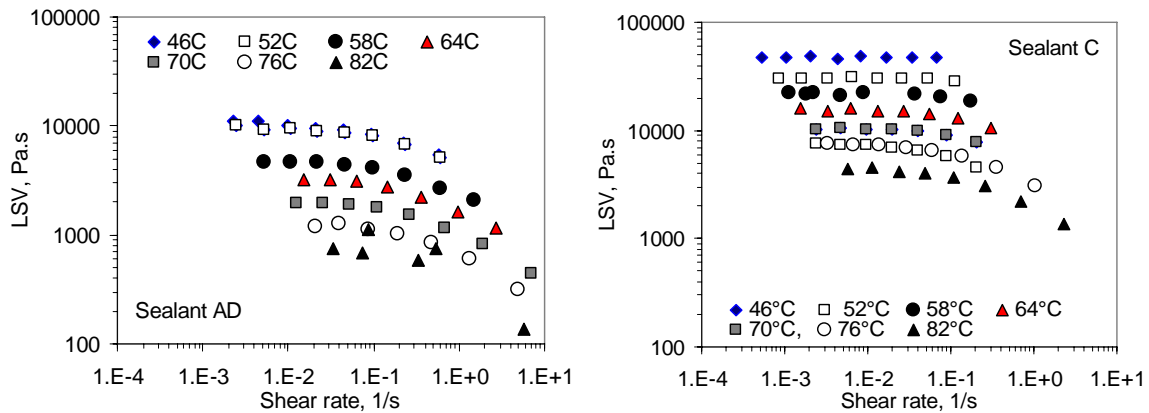 100000
10000
1000
100
LSV, Pa.s
46C 52C 58C 64C
70C 76C 82C
Sealant AD
1.E-4 1.E-3 1.E-2 1.E-1 1.E+0 1.E+1
Shear rate, 1/s
100000
10000
1000
100
LSV, Pa.s
Sealant C
46°C 52°C 58°C 64°C
70°C, 76°C 82°C
1.E-4 1.E-3 1.E-2 1.E-1 1.E+0 1.E+1
Shear rate, 1/s